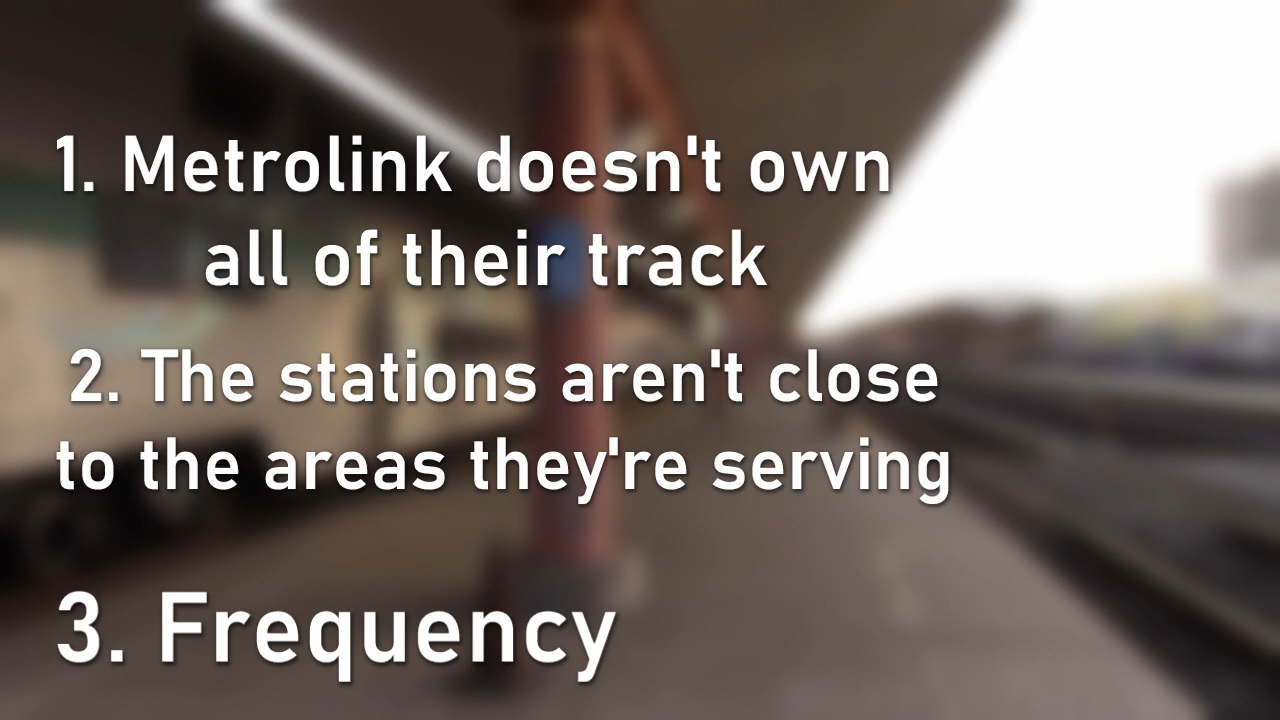 1. Metrolink doesn't own
all of their track
2. The stations aren't close
to the areas they're serving
3. Frequency